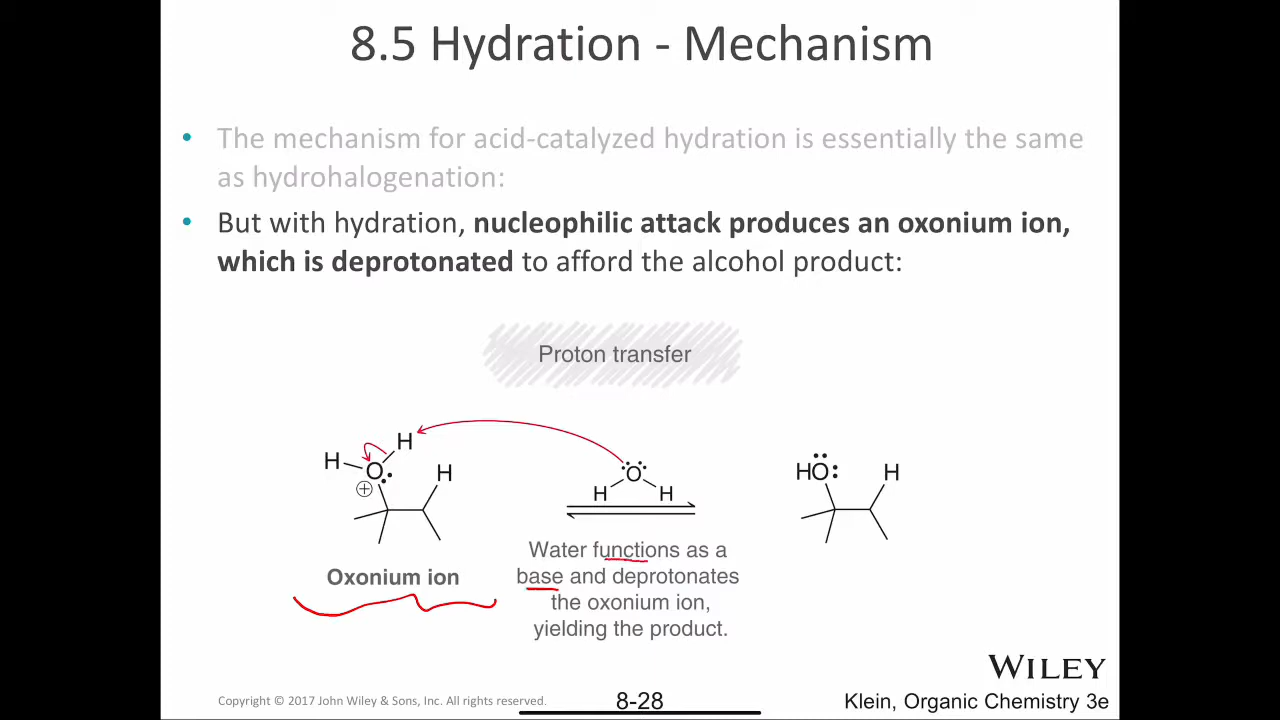 8.5 Hydration - Mechanism
• The mechanism for acid-catalyzed hydration is essentially the same
as hydrohalogenation:
• But with hydration, nucleophilic attack produces an oxonium ion,
which is deprotonated to afford the alcohol product:
Proton transfer
H
H O
⊕
H
O
H H
HO
H
Oxonium ion
Water functions as a
base and deprotonates
the oxonium ion,
yielding the product.
WILEY
Copyright © 2017 John Wiley & Sons, Inc. All rights reserved.
8-28
Klein, Organic Chemistry 3e